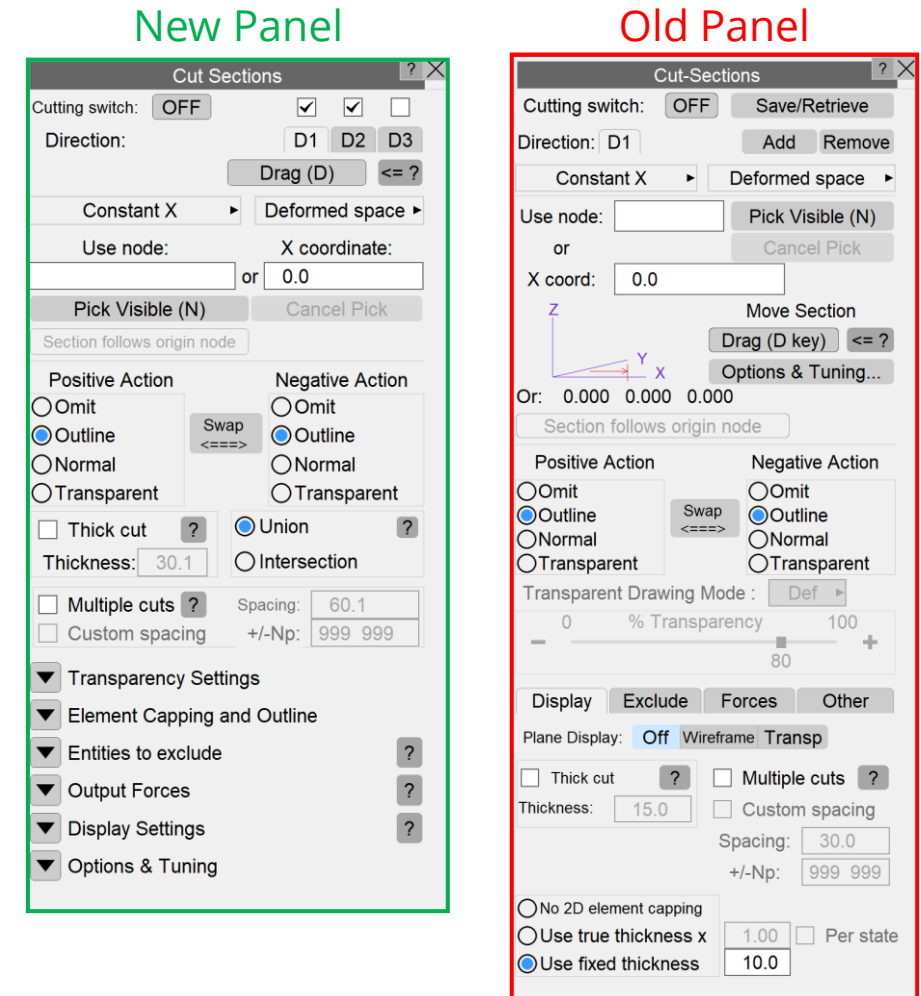 New Panel
Cut Sections
?
Cutting switch: OFF
Direction: D1 D2 D3
Drag (D) <= ?
Constant X Deformed space
Use node: X coordinate:
or 0.0
Pick Visible (N) Cancel Pick
Section follows origin node
Positive Action Negative Action
Omit Omit
Outline Swap Outline
<===>
Normal Normal
Transparent Transparent
Thick cut ? Union ?
Thickness: 30.1 Intersection
Multiple cuts ? Spacing: 60.1
Custom spacing +/-Np: 999 999
Transparency Settings
Element Capping and Outline
Entities to exclude ?
Output Forces ?
Display Settings ?
Options & Tuning
Old Panel
Cut-Sections
?
Cutting switch: OFF Save/Retrieve
Direction: D1 Add Remove
Constant X Deformed space
Use node: Pick Visible (N)
or Cancel Pick
X coord: 0.0
Z Move Section
Drag (D key) <= ?
Y
X Options & Tuning...
Or: 0.000 0.000 0.000
Section follows origin node
Positive Action Negative Action
Omit Omit
Outline Swap Outline
<===>
Normal Normal
Transparent Transparent
Transparent Drawing Mode : Def
0 % Transparency 100
80
Display Exclude Forces Other
Plane Display: Off Wireframe Transp
Thick cut ? Multiple cuts ?
Thickness: 15.0 Custom spacing
Spacing: 30.0
+/-Np: 999 999
No 2D element capping
Use true thickness x 1.00 Per state
Use fixed thickness 10.0